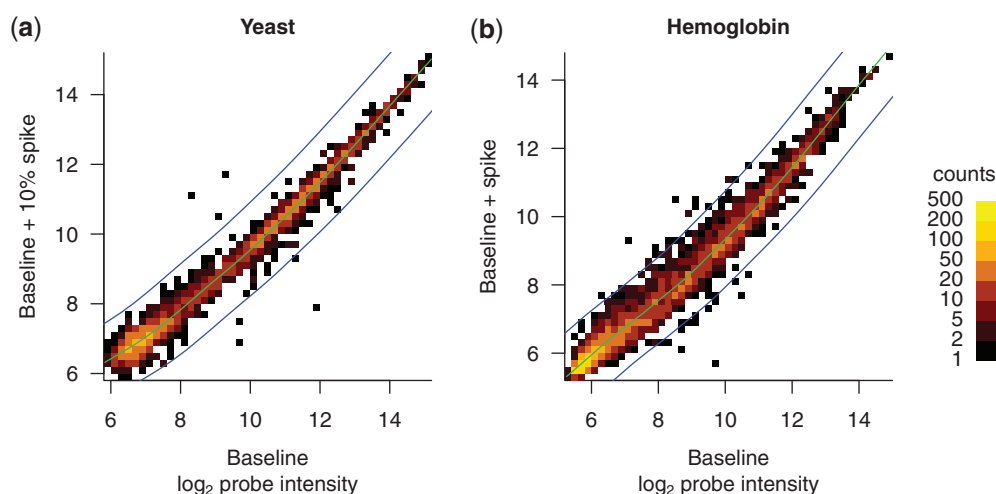 (a) Yeast
Baseline + 10% spike
14
12
10
8
6
6 8 10 12 14
Baseline
log₂ probe intensity
(b) Hemoglobin
Baseline + spike
14
12
10
8
6
6 8 10 12 14
Baseline
log₂ probe intensity
counts
500
200
100
50
20
10
5
2
1